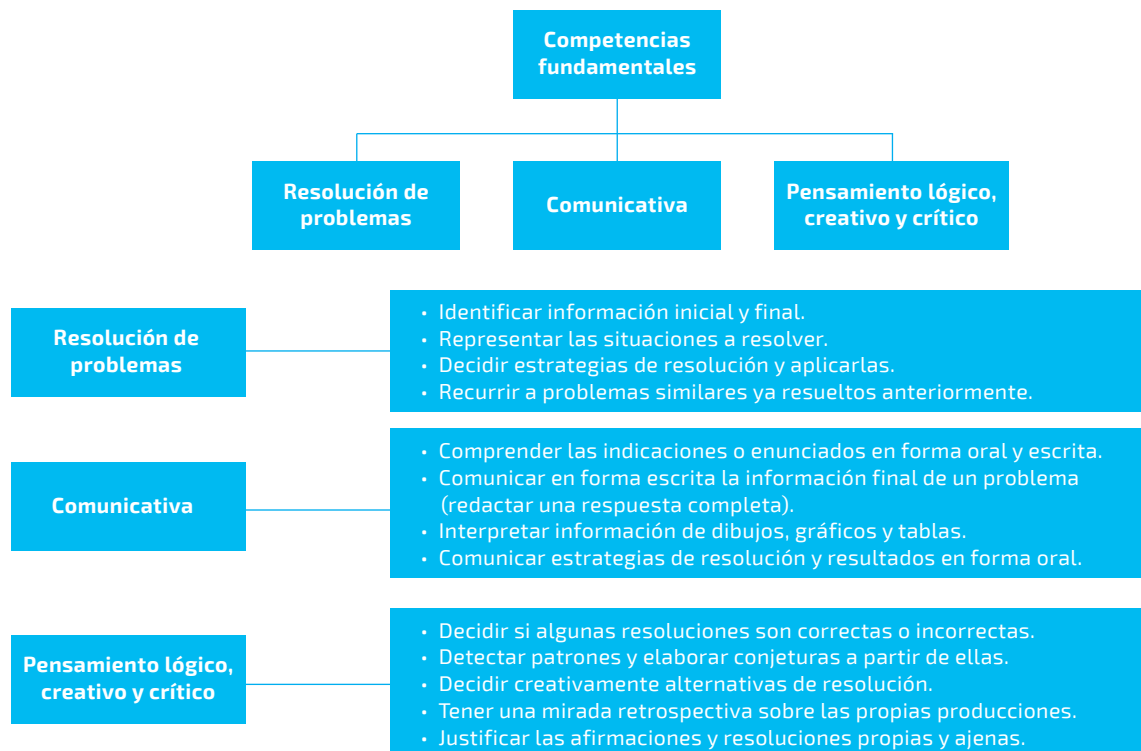 Competencias
fundamentales
Resolución de
problemas
Comunicativa
Pensamiento lógico,
creativo y crítico
Resolución de
problemas
• Identificar información inicial y final.
• Representar las situaciones a resolver.
• Decidir estrategias de resolución y aplicarlas.
• Recurrir a problemas similares ya resueltos anteriormente.
Comunicativa
• Comprender las indicaciones o enunciados en forma oral y escrita.
• Comunicar en forma escrita la información final de un problema
(redactar una respuesta completa).
• Interpretar información de dibujos, gráficos y tablas.
• Comunicar estrategias de resolución y resultados en forma oral.
Pensamiento lógico,
creativo y crítico
• Decidir si algunas resoluciones son correctas o incorrectas.
• Detectar patrones y elaborar conjeturas a partir de ellas.
• Decidir creativamente alternativas de resolución.
• Tener una mirada retrospectiva sobre las propias producciones.
• Justificar las afirmaciones y resoluciones propias y ajenas.